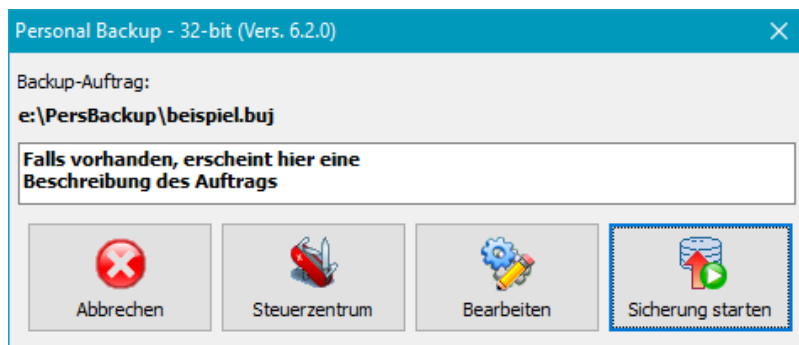 Personal Backup - 32-bit (Vers. 6.2.0)
Backup-Auftrag:
e:\PersBackup\beispiel.buj
Falls vorhanden, erscheint hier eine
Beschreibung des Auftrags
Abbrechen
Steuerzentrum
Bearbeiten
Sicherung starten